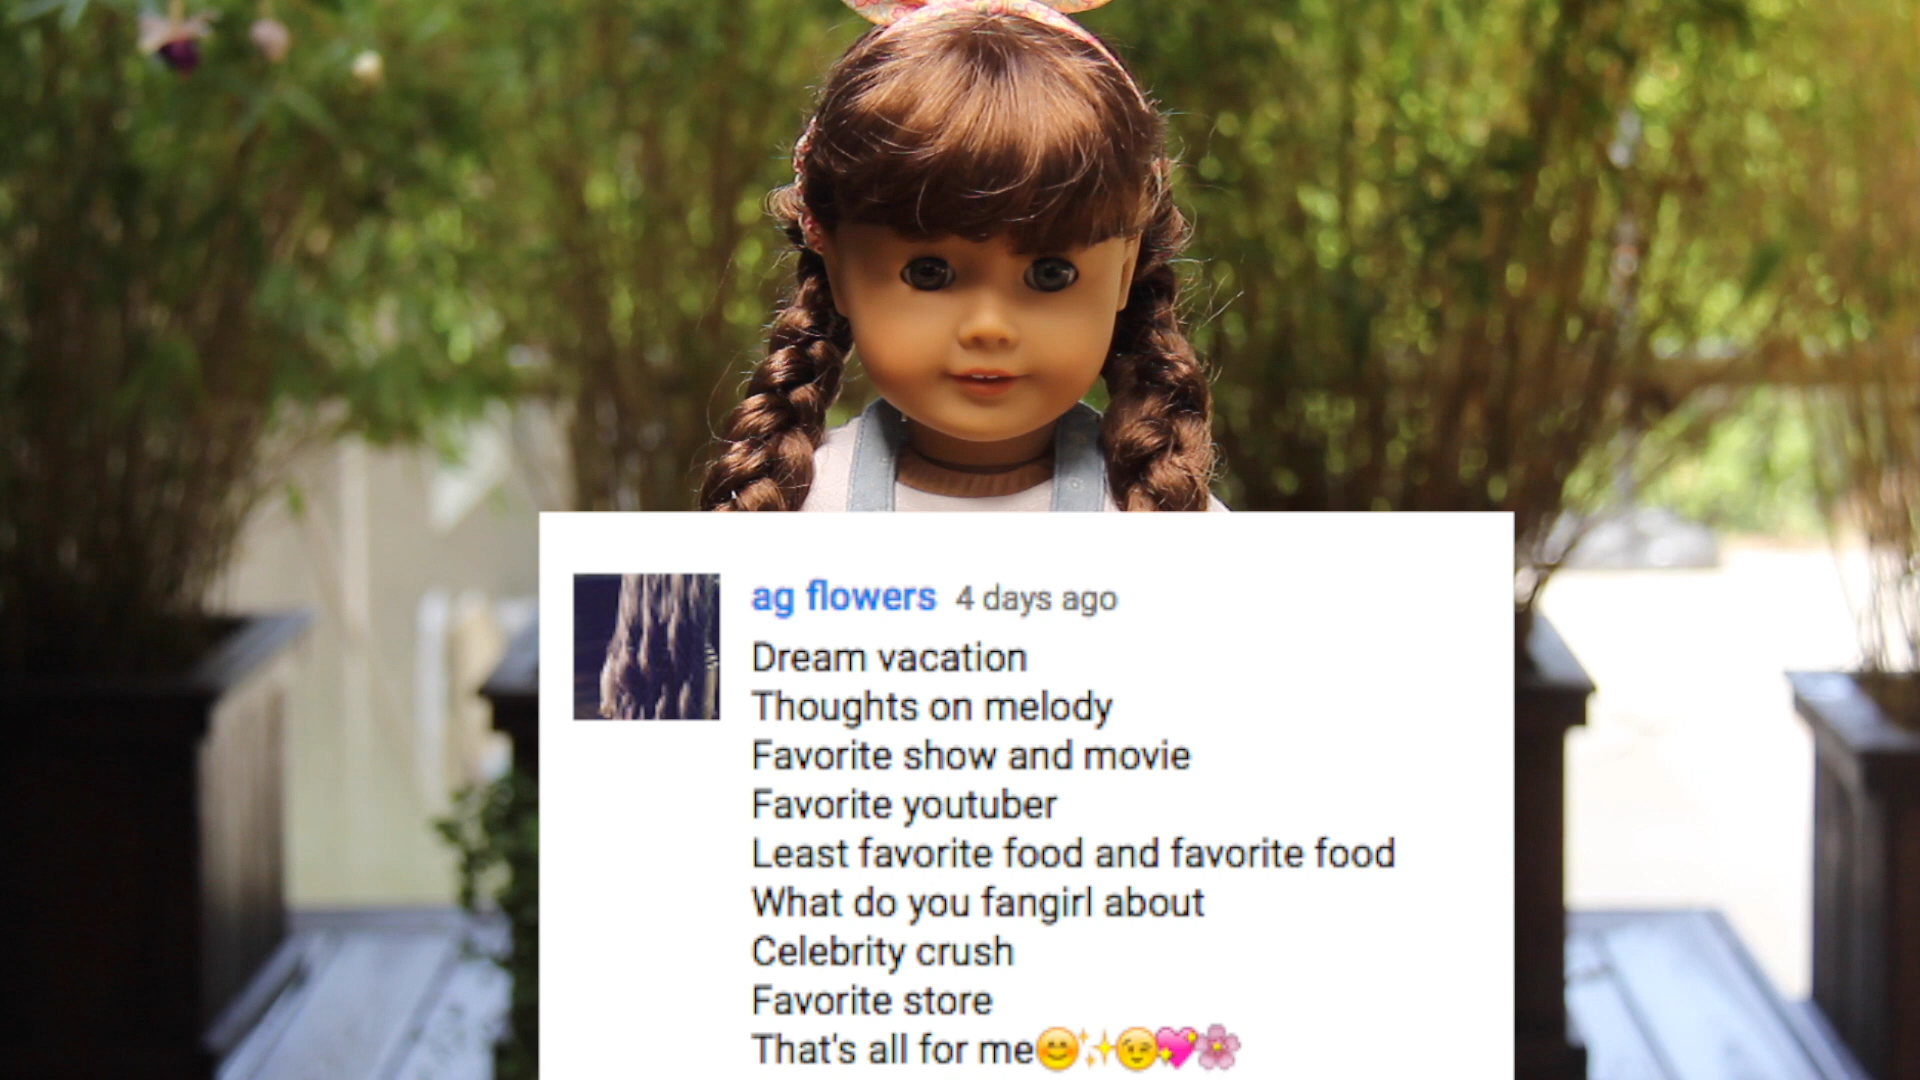 ag flowers 4 days ago
Dream vacation
Thoughts on melody
Favorite show and movie
Favorite youtuber
Least favorite food and favorite food
What do you fangirl about
Celebrity crush
Favorite store
That's all for me😊✨😉💖🌸